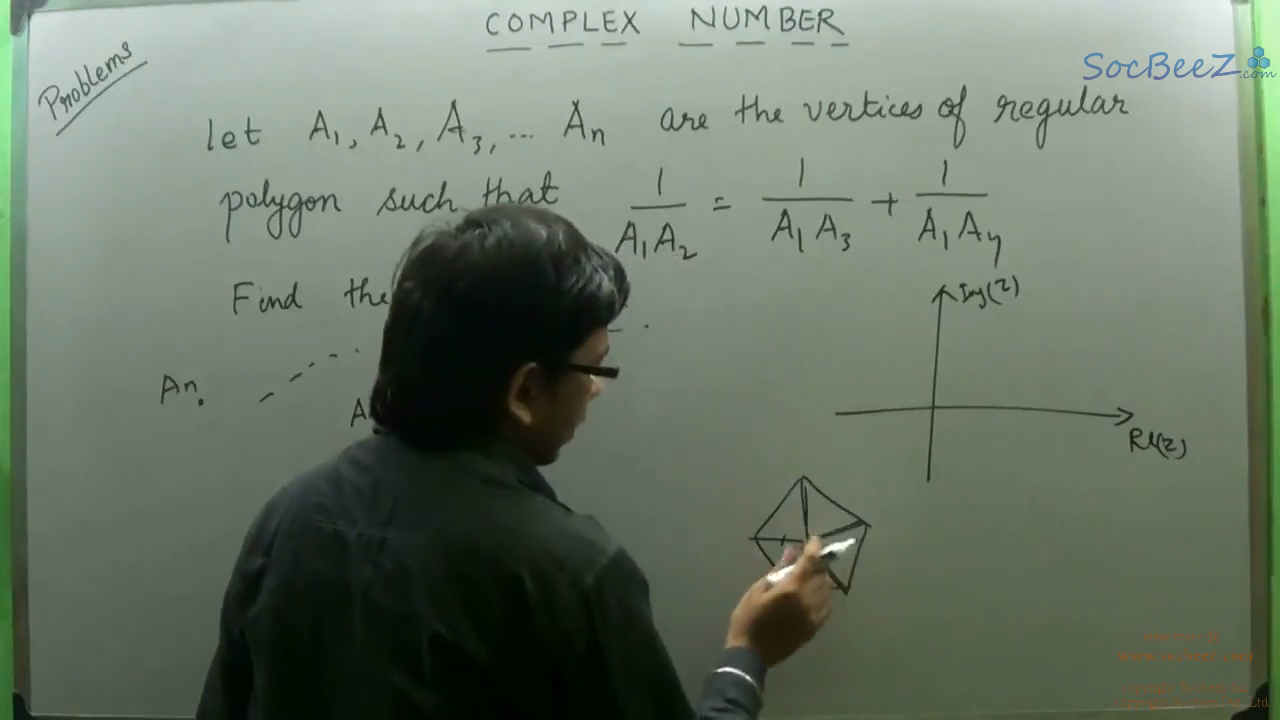 COMPLEX NUMBER
Problems
SocBeeZ.com
let A₁, A₂, A₃, ... Aₙ are the vertices of regular
polygon such that 1/A₁A₂ = 1/A₁A₃ + 1/A₁A₄
Find the
Img(z)
An
A
Rl(z)